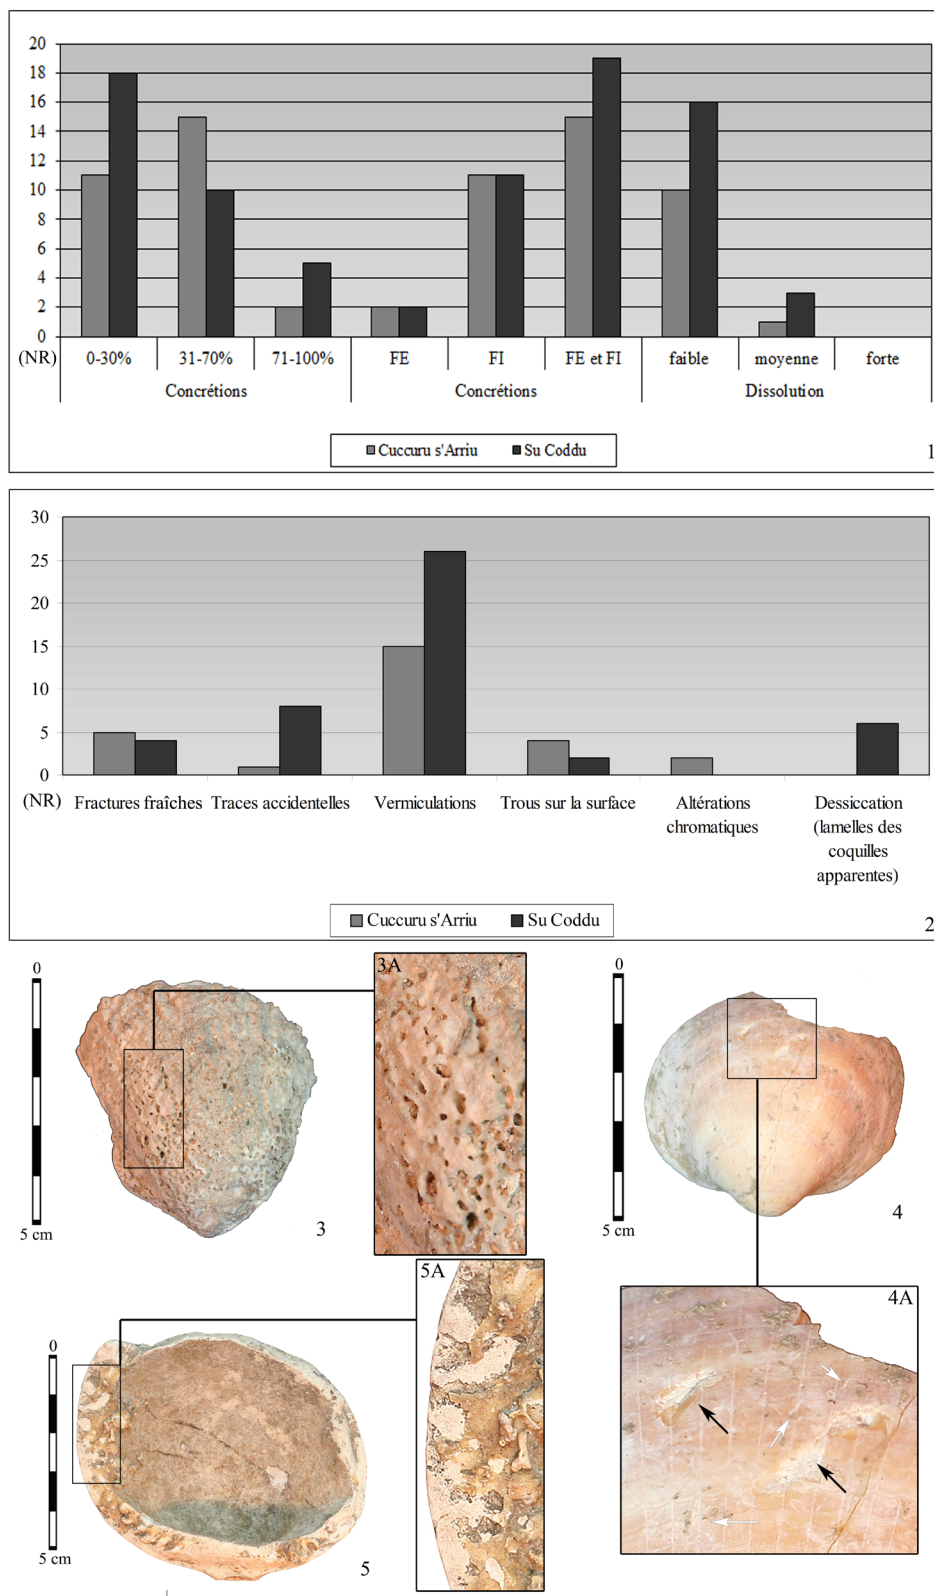 20
18
16
14
12
10
8
6
4
2
0
(NR)
0-30% 31-70% 71-100% FE FI FE et FI faible moyenne forte
Concrétions Concrétions Dissolution
Cuccuru s'Arriu Su Coddu
1
30
25
20
15
10
5
0
(NR)
Fractures fraîches Traces accidentelles Vermiculations Trous sur la surface Altérations Dessiccation
chromatiques (lamelles des
coquilles
apparentes)
Cuccuru s'Arriu Su Coddu
2
0
3A
3
5 cm
0
4
5 cm
4A
0
5A
5
5 cm